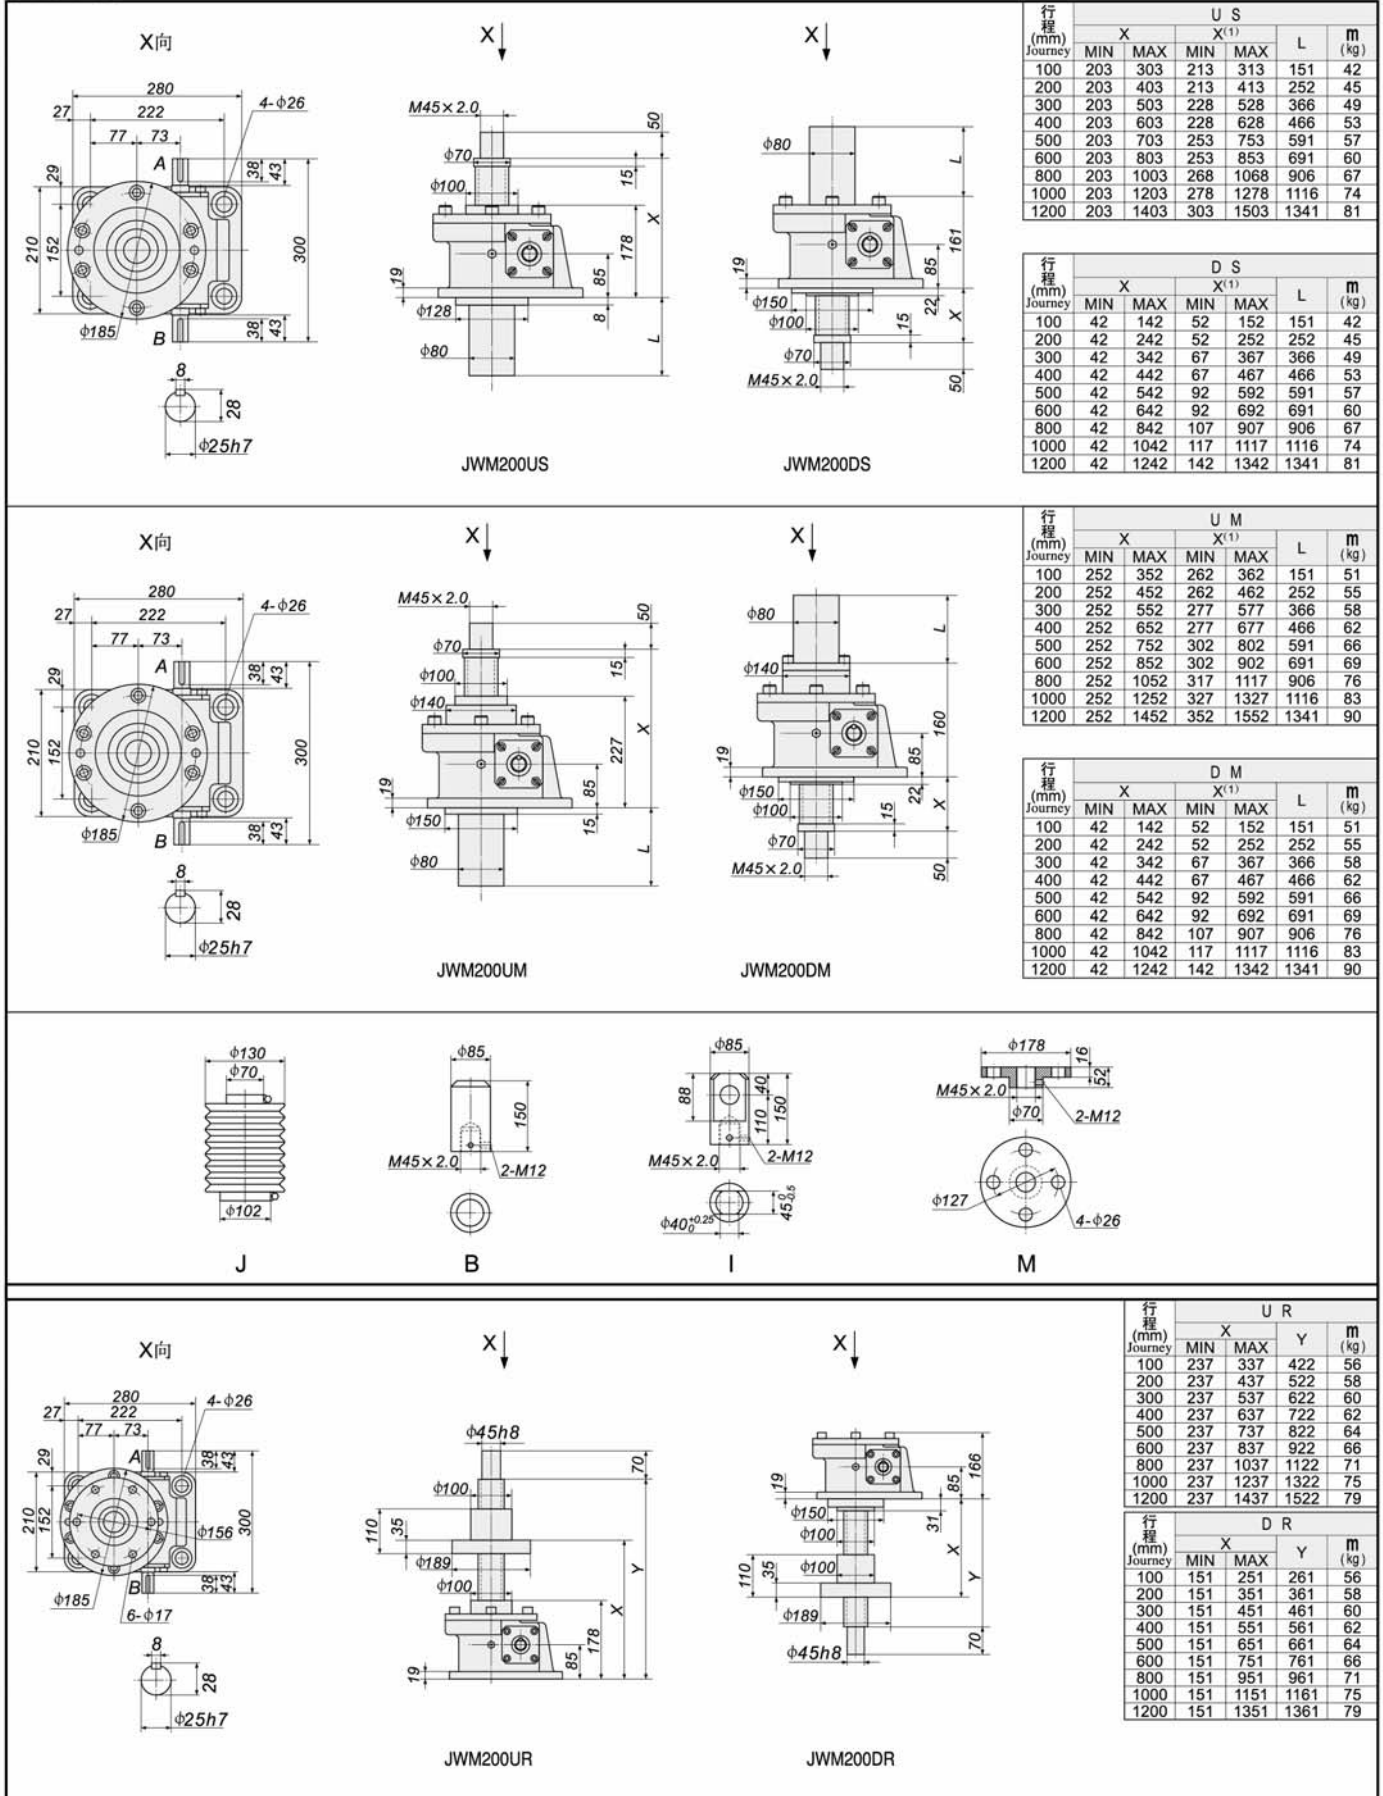 X向
280
27
222
4-ϕ26
77
73
A
38
43
29
210
152
300
ϕ185
B
38
43
8
28
ϕ25h7
X
M45×2.0
50
ϕ70
15
ϕ100
X
178
19
85
ϕ128
8
ϕ80
L
JWM200US
X
ϕ80
L
161
19
85
ϕ150
22
ϕ100
15
X
ϕ70
M45×2.0
50
JWM200DS
行程(mm) Journey U S
X X(1) L m (kg)
MIN MAX MIN MAX
100 203 303 213 313 151 42
200 203 403 213 413 252 45
300 203 503 228 528 366 49
400 203 603 228 628 466 53
500 203 703 253 753 591 57
600 203 803 253 853 691 60
800 203 1003 268 1068 906 67
1000 203 1203 278 1278 1116 74
1200 203 1403 303 1503 1341 81
行程(mm) Journey D S
X X(1) L m (kg)
MIN MAX MIN MAX
100 42 142 52 152 151 42
200 42 242 52 252 252 45
300 42 342 67 367 366 49
400 42 442 67 467 466 53
500 42 542 92 592 591 57
600 42 642 92 692 691 60
800 42 842 107 907 906 67
1000 42 1042 117 1117 1116 74
1200 42 1242 142 1342 1341 81
X向
280
27
222
4-ϕ26
77
73
A
38
43
29
210
152
300
ϕ185
B
38
43
8
28
ϕ25h7
X
M45×2.0
50
ϕ70
15
ϕ100
ϕ140
X
227
19
85
ϕ150
15
ϕ80
L
JWM200UM
X
ϕ80
L
ϕ140
160
19
85
ϕ150
22
ϕ100
15
X
ϕ70
M45×2.0
50
JWM200DM
行程(mm) Journey U M
X X(1) L m (kg)
MIN MAX MIN MAX
100 252 352 262 362 151 51
200 252 452 262 462 252 55
300 252 552 277 577 366 58
400 252 652 277 677 466 62
500 252 752 302 802 591 66
600 252 852 302 902 691 69
800 252 1052 317 1117 906 76
1000 252 1252 327 1327 1116 83
1200 252 1452 352 1552 1341 90
行程(mm) Journey D M
X X(1) L m (kg)
MIN MAX MIN MAX
100 42 142 52 152 151 51
200 42 242 52 252 252 55
300 42 342 67 367 366 58
400 42 442 67 467 466 62
500 42 542 92 592 591 66
600 42 642 92 692 691 69
800 42 842 107 907 906 76
1000 42 1042 117 1117 1116 83
1200 42 1242 142 1342 1341 90
ϕ130
ϕ70
ϕ102
J
ϕ85
150
M45×2.0
2-M12
B
ϕ85
88
40
110
150
M45×2.0
2-M12
45 0 -0.5
ϕ40 +0.25 0
I
ϕ178
16
52
M45×2.0
ϕ70
2-M12
ϕ127
4-ϕ26
M
X向
280
27
222
4-ϕ26
77
73
A
38
43
29
210
152
ϕ156
300
ϕ185
B
38
43
6-ϕ17
8
28
ϕ25h7
X
ϕ45h8
70
ϕ100
110
35
ϕ189
ϕ100
Y
X
178
85
19
JWM200UR
X
166
85
19
ϕ150
31
ϕ100
X
110
35
ϕ100
Y
ϕ189
70
ϕ45h8
JWM200DR
行程(mm) Journey U R
X Y m (kg)
MIN MAX
100 237 337 422 56
200 237 437 522 58
300 237 537 622 60
400 237 637 722 62
500 237 737 822 64
600 237 837 922 66
800 237 1037 1122 71
1000 237 1237 1322 75
1200 237 1437 1522 79
行程(mm) Journey D R
X Y m (kg)
MIN MAX
100 151 251 261 56
200 151 351 361 58
300 151 451 461 60
400 151 551 561 62
500 151 651 661 64
600 151 751 761 66
800 151 951 961 71
1000 151 1151 1161 75
1200 151 1351 1361 79